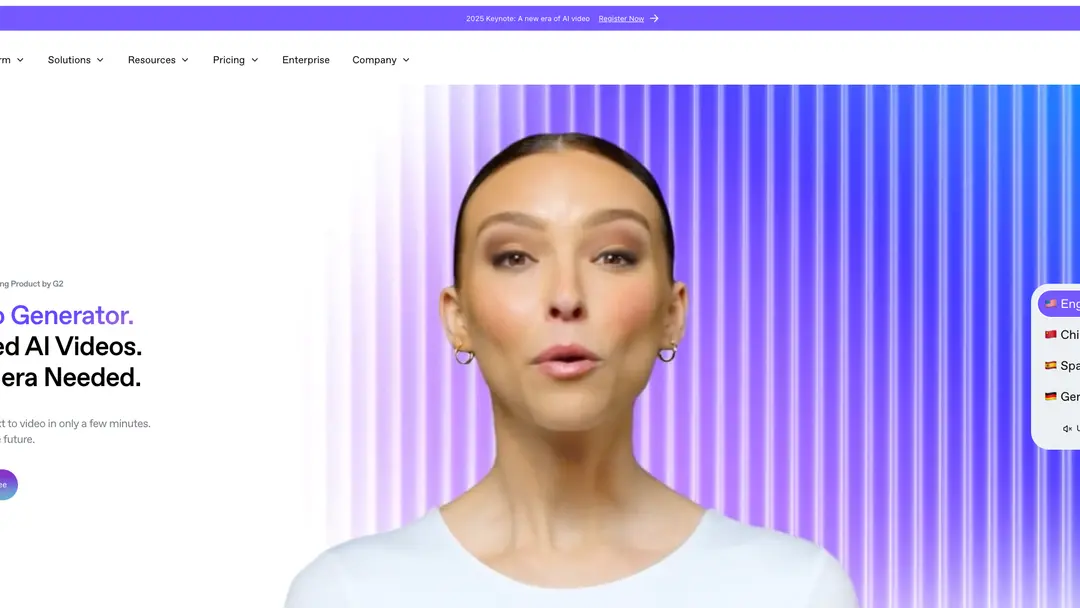 2025 Keynote: A new era of AI video Register Now
rm Solutions Resources Pricing Enterprise Company
ng Product by G2
o Generator.
ed AI Videos.
era Needed.
t to video in only a few minutes.
e future.
ee
Eng
Chi
Spa
Ger
U